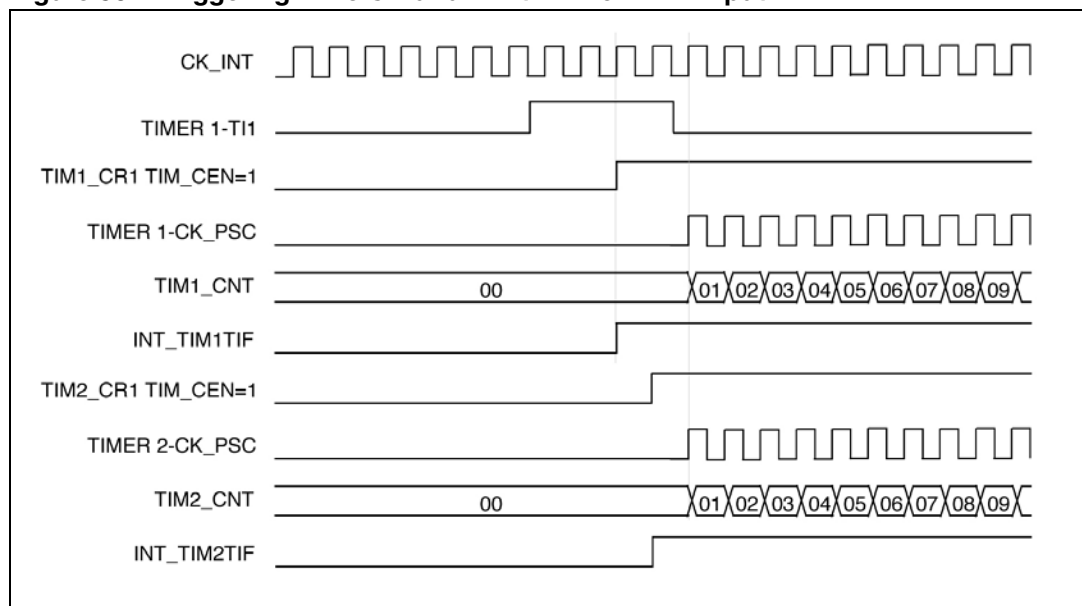 CK_INT
TIMER 1-TI1
TIM1_CR1 TIM_CEN=1
TIMER 1-CK_PSC
TIM1_CNT 00 01 02 03 04 05 06 07 08 09
INT_TIM1TIF
TIM2_CR1 TIM_CEN=1
TIMER 2-CK_PSC
TIM2_CNT 00 01 02 03 04 05 06 07 08 09
INT_TIM2TIF